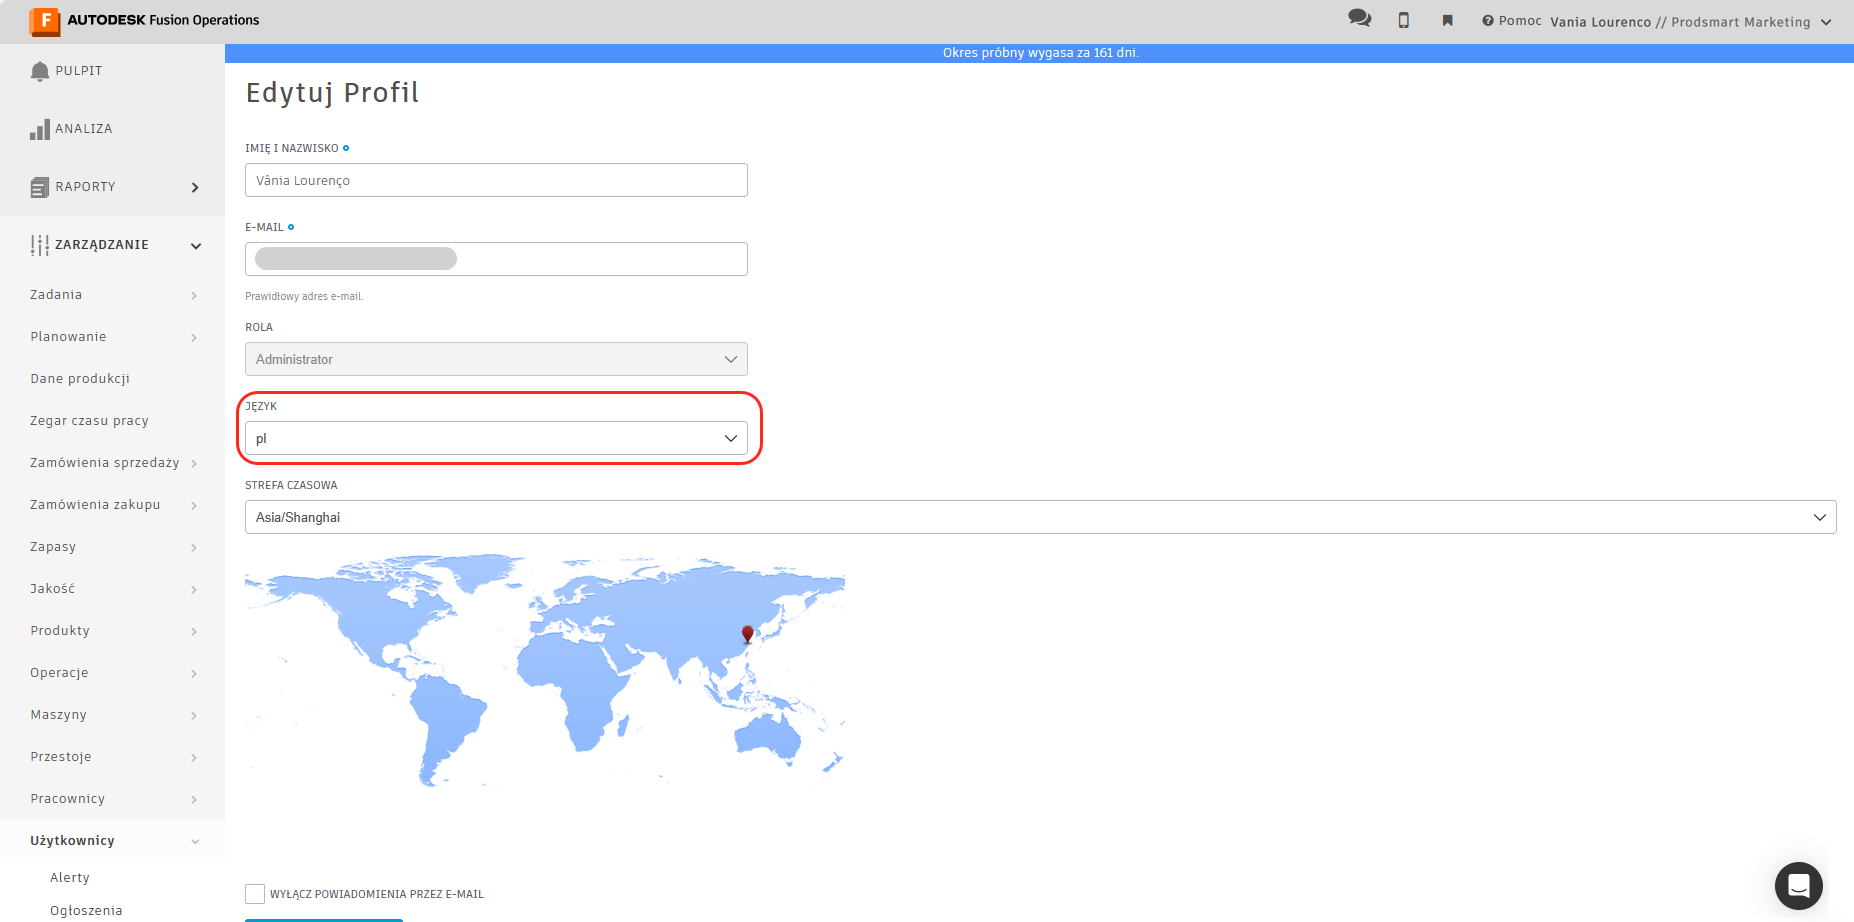 F AUTODESK Fusion Operations
Pomoc Vania Lourenco // Prodsmart Marketing
Okres próbny wygasa za 161 dni.
PULPIT
ANALIZA
RAPORTY
ZARZĄDZANIE
Zadania
Planowanie
Dane produkcji
Zegar czasu pracy
Zamówienia sprzedaży
Zamówienia zakupu
Zapasy
Jakość
Produkty
Operacje
Maszyny
Przestoje
Pracownicy
Użytkownicy
Alerty
Ogłoszenia
Edytuj Profil
IMIĘ I NAZWISKO
Vânia Lourenço
E-MAIL
Prawidłowy adres e-mail.
ROLA
Administrator
JĘZYK
pl
STREFA CZASOWA
Asia/Shanghai
WYŁĄCZ POWIADOMIENIA PRZEZ E-MAIL